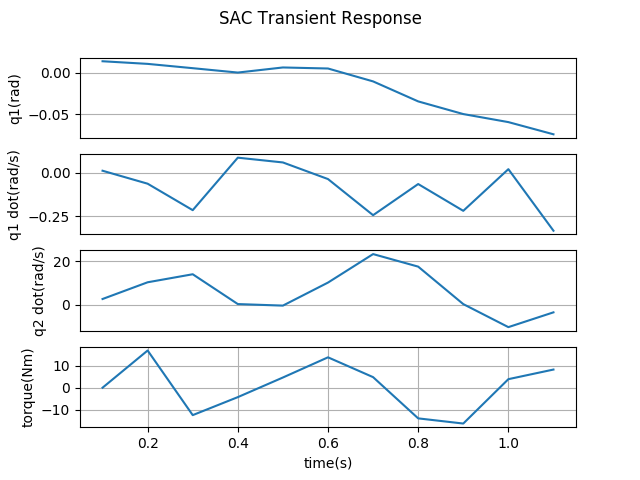 SAC Transient Response
q1(rad)
0.00
−0.05
q1 dot(rad/s)
0.00
−0.25
q2 dot(rad/s)
20
0
torque(Nm)
10
0
−10
0.2 0.4 0.6 0.8 1.0
time(s)